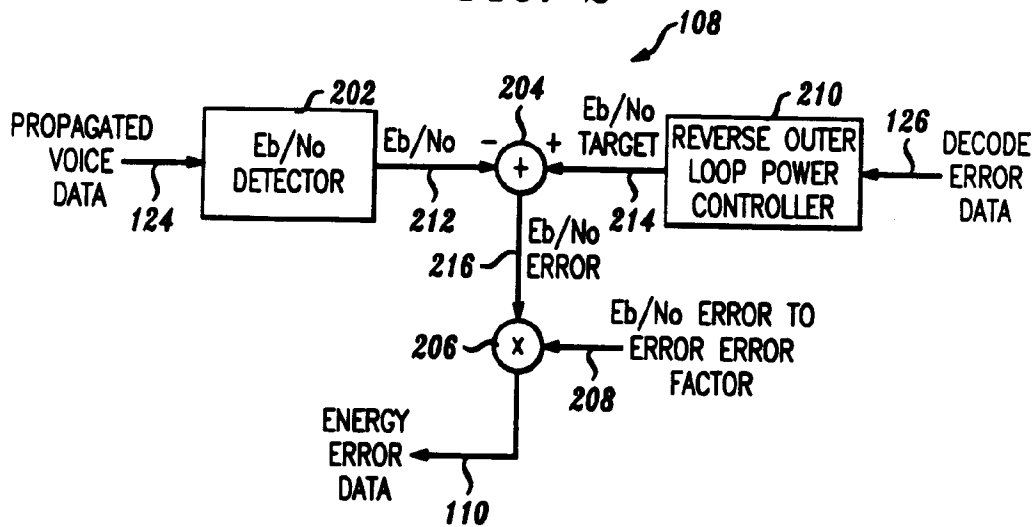 108
202
204
210
PROPAGATED
VOICE
DATA
124
Eb/No
DETECTOR
Eb/No
212
-
+
+
Eb/No
TARGET
214
REVERSE OUTER
LOOP POWER
CONTROLLER
126
DECODE
ERROR
DATA
216
Eb/No
ERROR
206
X
Eb/No ERROR TO
ERROR ERROR
FACTOR
208
ENERGY
ERROR
DATA
110